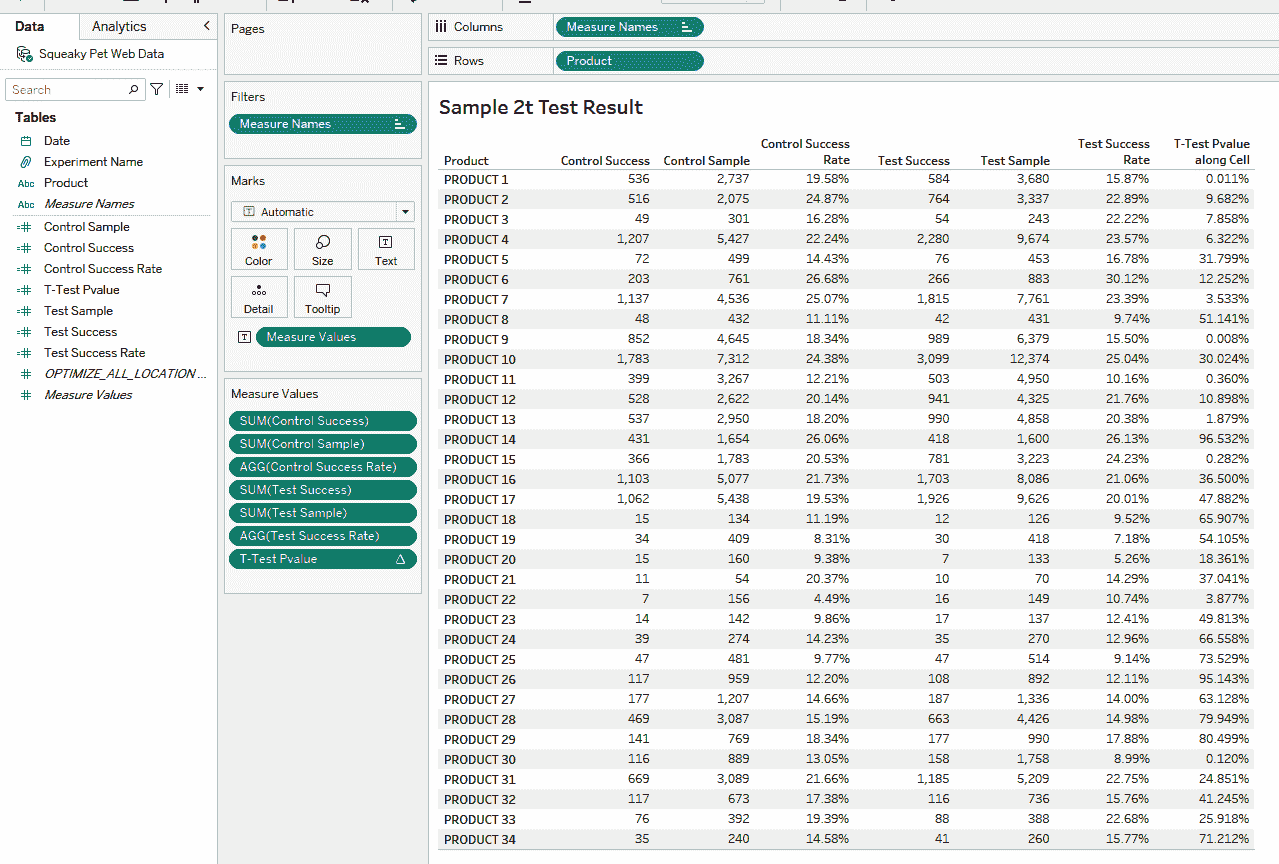 Data
Analytics
Squeaky Pet Web Data
Search
Tables
Date
Experiment Name
Abc Product
Abc Measure Names
Control Sample
Control Success
Control Success Rate
T-Test Pvalue
Test Sample
Test Success
Test Success Rate
OPTIMIZE_ALL_LOCATION ...
Measure Values
Pages
Filters
Measure Names
Marks
T Automatic
Color
Size
T Text
Detail
Tooltip
T Measure Values
Measure Values
SUM(Control Success)
SUM(Control Sample)
AGG(Control Success Rate)
SUM(Test Success)
SUM(Test Sample)
AGG(Test Success Rate)
T-Test Pvalue
Columns Measure Names
Rows Product
Sample 2t Test Result
Product Control Success Control Sample Control Success Rate Test Success Test Sample Test Success Rate T-Test Pvalue along Cell
PRODUCT 1 536 2,737 19.58% 584 3,680 15.87% 0.011%
PRODUCT 2 516 2,075 24.87% 764 3,337 22.89% 9.682%
PRODUCT 3 49 301 16.28% 54 243 22.22% 7.858%
PRODUCT 4 1,207 5,427 22.24% 2,280 9,674 23.57% 6.322%
PRODUCT 5 72 499 14.43% 76 453 16.78% 31.799%
PRODUCT 6 203 761 26.68% 266 883 30.12% 12.252%
PRODUCT 7 1,137 4,536 25.07% 1,815 7,761 23.39% 3.533%
PRODUCT 8 48 432 11.11% 42 431 9.74% 51.141%
PRODUCT 9 852 4,645 18.34% 989 6,379 15.50% 0.008%
PRODUCT 10 1,783 7,312 24.38% 3,099 12,374 25.04% 30.024%
PRODUCT 11 399 3,267 12.21% 503 4,950 10.16% 0.360%
PRODUCT 12 528 2,622 20.14% 941 4,325 21.76% 10.898%
PRODUCT 13 537 2,950 18.20% 990 4,858 20.38% 1.879%
PRODUCT 14 431 1,654 26.06% 418 1,600 26.13% 96.532%
PRODUCT 15 366 1,783 20.53% 781 3,223 24.23% 0.282%
PRODUCT 16 1,103 5,077 21.73% 1,703 8,086 21.06% 36.500%
PRODUCT 17 1,062 5,438 19.53% 1,926 9,626 20.01% 47.882%
PRODUCT 18 15 134 11.19% 12 126 9.52% 65.907%
PRODUCT 19 34 409 8.31% 30 418 7.18% 54.105%
PRODUCT 20 15 160 9.38% 7 133 5.26% 18.361%
PRODUCT 21 11 54 20.37% 10 70 14.29% 37.041%
PRODUCT 22 7 156 4.49% 16 149 10.74% 3.877%
PRODUCT 23 14 142 9.86% 17 137 12.41% 49.813%
PRODUCT 24 39 274 14.23% 35 270 12.96% 66.558%
PRODUCT 25 47 481 9.77% 47 514 9.14% 73.529%
PRODUCT 26 117 959 12.20% 108 892 12.11% 95.143%
PRODUCT 27 177 1,207 14.66% 187 1,336 14.00% 63.128%
PRODUCT 28 469 3,087 15.19% 663 4,426 14.98% 79.949%
PRODUCT 29 141 769 18.34% 177 990 17.88% 80.499%
PRODUCT 30 116 889 13.05% 158 1,758 8.99% 0.120%
PRODUCT 31 669 3,089 21.66% 1,185 5,209 22.75% 24.851%
PRODUCT 32 117 673 17.38% 116 736 15.76% 41.245%
PRODUCT 33 76 392 19.39% 88 388 22.68% 25.918%
PRODUCT 34 35 240 14.58% 41 260 15.77% 71.212%